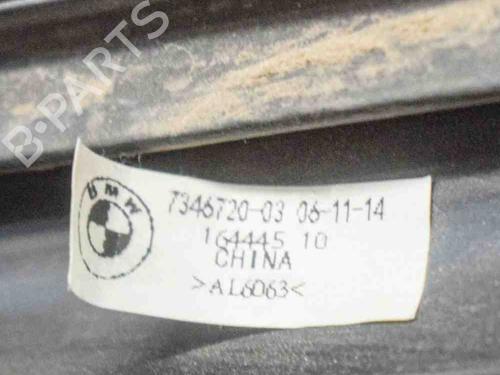 B·PARTS
BMW
7346720-03 06-11-14
164445 10
CHINA
>AL6063<